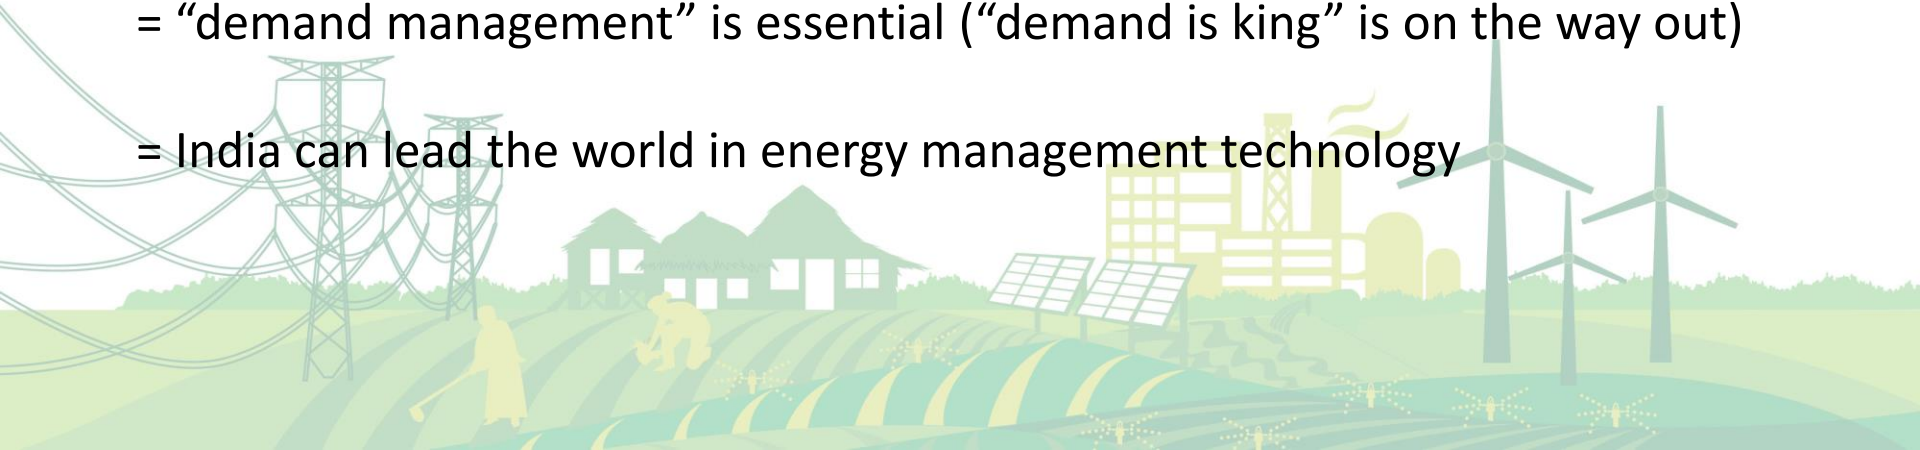 = “demand management” is essential (“demand is king” is on the way out)
= India can lead the world in energy management technology